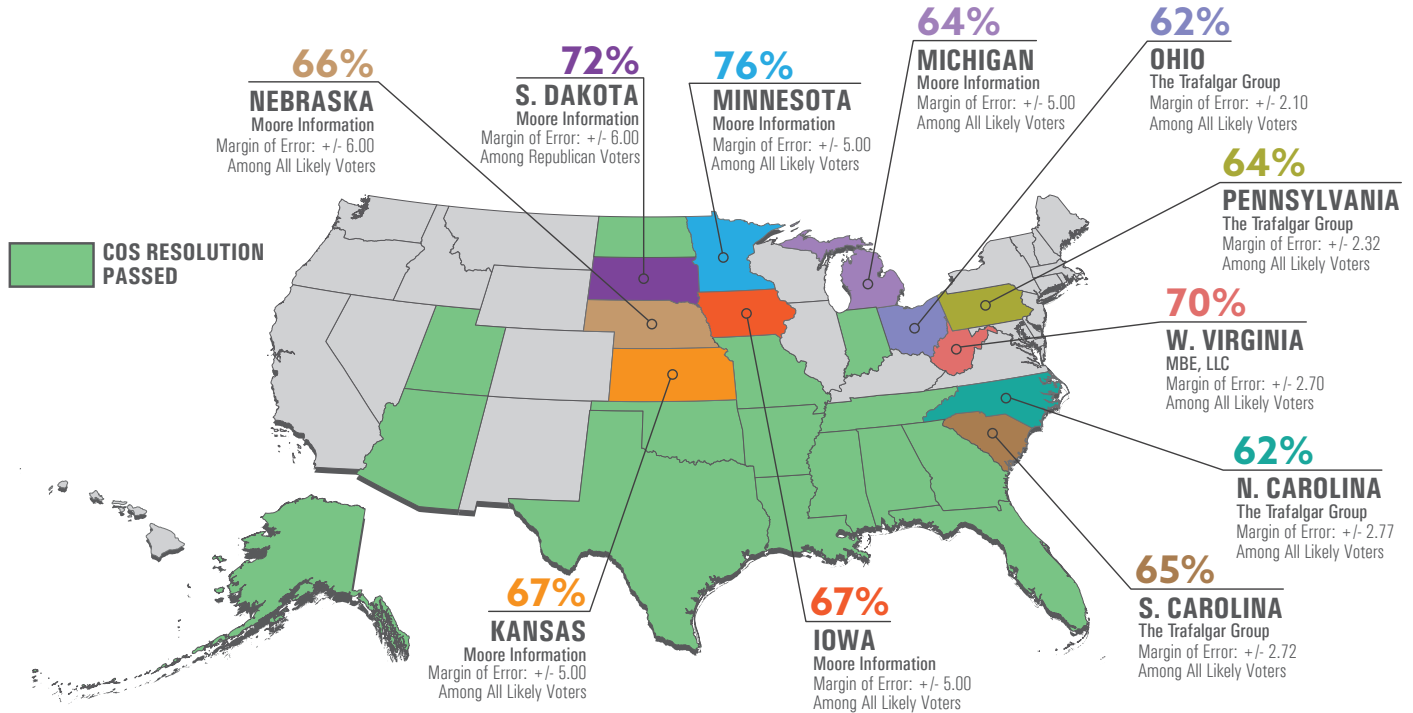 66%
NEBRASKA
Moore Information
Margin of Error: +/- 6.00
Among All Likely Voters
72%
S. DAKOTA
Moore Information
Margin of Error: +/- 6.00
Among Republican Voters
76%
MINNESOTA
Moore Information
Margin of Error: +/- 5.00
Among All Likely Voters
64%
MICHIGAN
Moore Information
Margin of Error: +/- 5.00
Among All Likely Voters
62%
OHIO
The Trafalgar Group
Margin of Error: +/- 2.10
Among All Likely Voters
64%
PENNSYLVANIA
The Trafalgar Group
Margin of Error: +/- 2.32
Among All Likely Voters
COS RESOLUTION
PASSED
70%
W. VIRGINIA
MBE, LLC
Margin of Error: +/- 2.70
Among All Likely Voters
62%
N. CAROLINA
The Trafalgar Group
Margin of Error: +/- 2.77
Among All Likely Voters
65%
S. CAROLINA
The Trafalgar Group
Margin of Error: +/- 2.72
Among All Likely Voters
67%
KANSAS
Moore Information
Margin of Error: +/- 5.00
Among All Likely Voters
67%
IOWA
Moore Information
Margin of Error: +/- 5.00
Among All Likely Voters